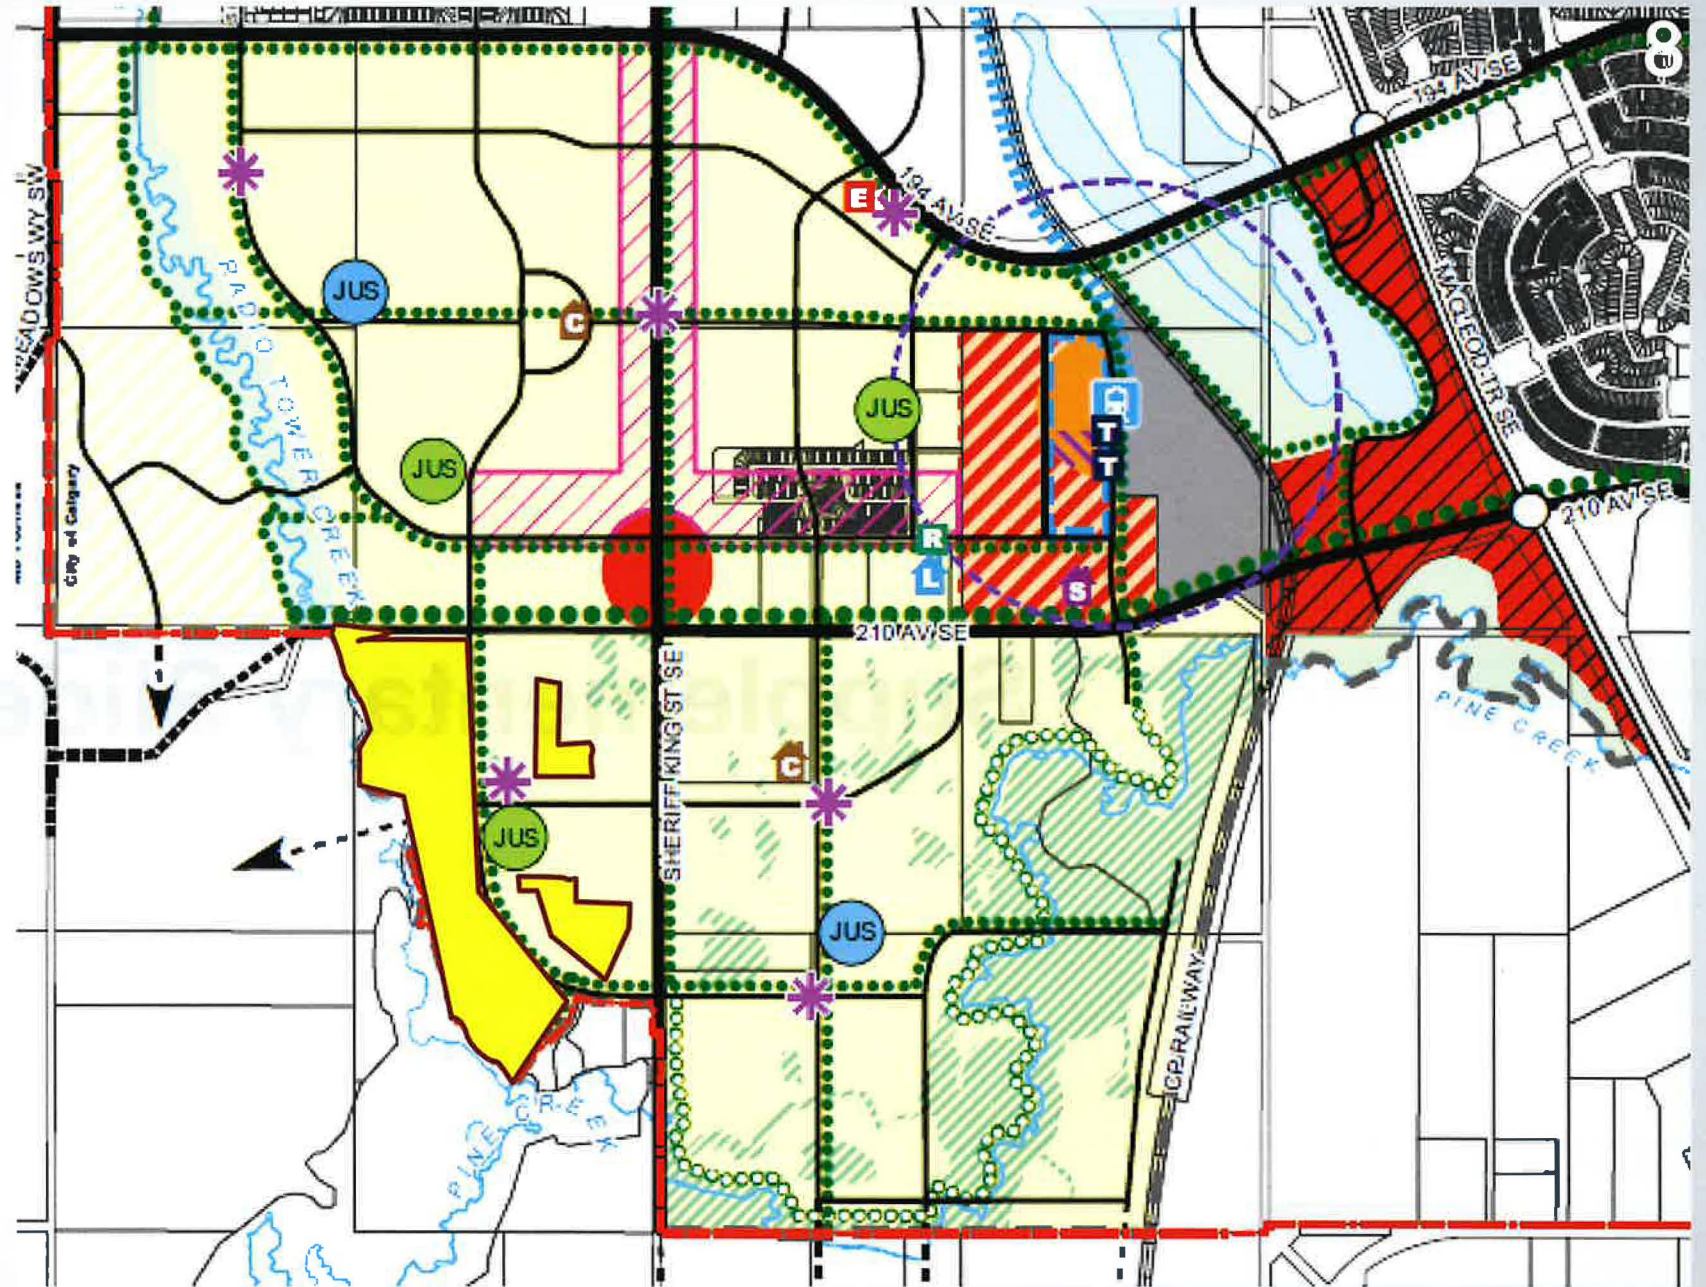 8
194 AV SE
MEADOWS WY SW
E
194 AV SE
RADIO TOWER CREEK
JUS
C
MACLEOD TR SE
JUS
T
T
JUS
City of Calgary
210 AV SE
R
L
S
210 AV SE
SHERIFF KING ST SE
PINE CREEK
C
JUS
JUS
CP RAILWAY
PINE CREEK